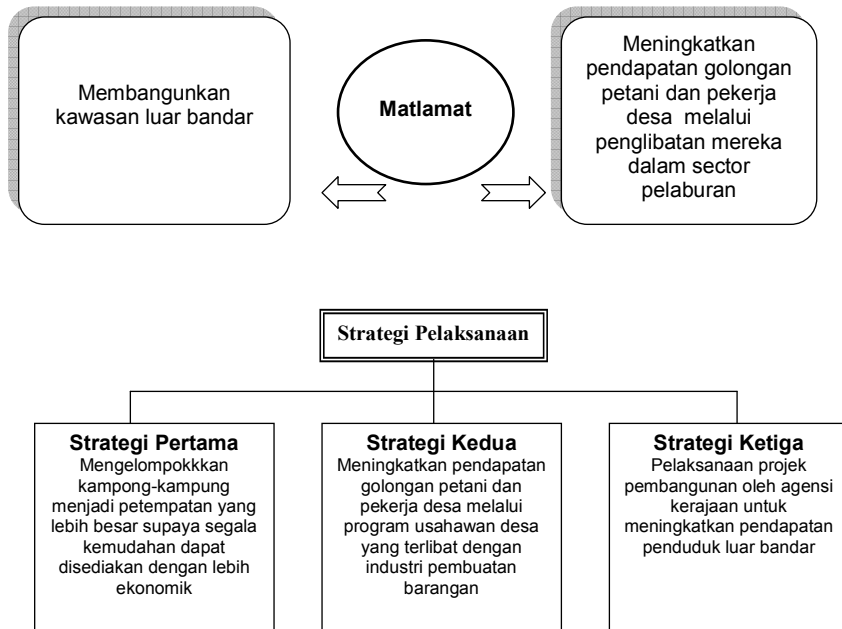 Membangunkan
kawasan luar bandar
Matlamat
Meningkatkan
pendapatan golongan
petani dan pekerja
desa melalui
penglibatan mereka
dalam sector
pelaburan
Strategi Pelaksanaan
Strategi Pertama
Mengelompokkkan
kampong-kampung
menjadi petempatan yang
lebih besar supaya segala
kemudahan dapat
disediakan dengan lebih
ekonomik
Strategi Kedua
Meningkatkan pendapatan
golongan petani dan
pekerja desa melalui
program usahawan desa
yang terlibat dengan
industri pembuatan
barangan
Strategi Ketiga
Pelaksanaan projek
pembangunan oleh agensi
kerajaan untuk
meningkatkan pendapatan
penduduk luar bandar